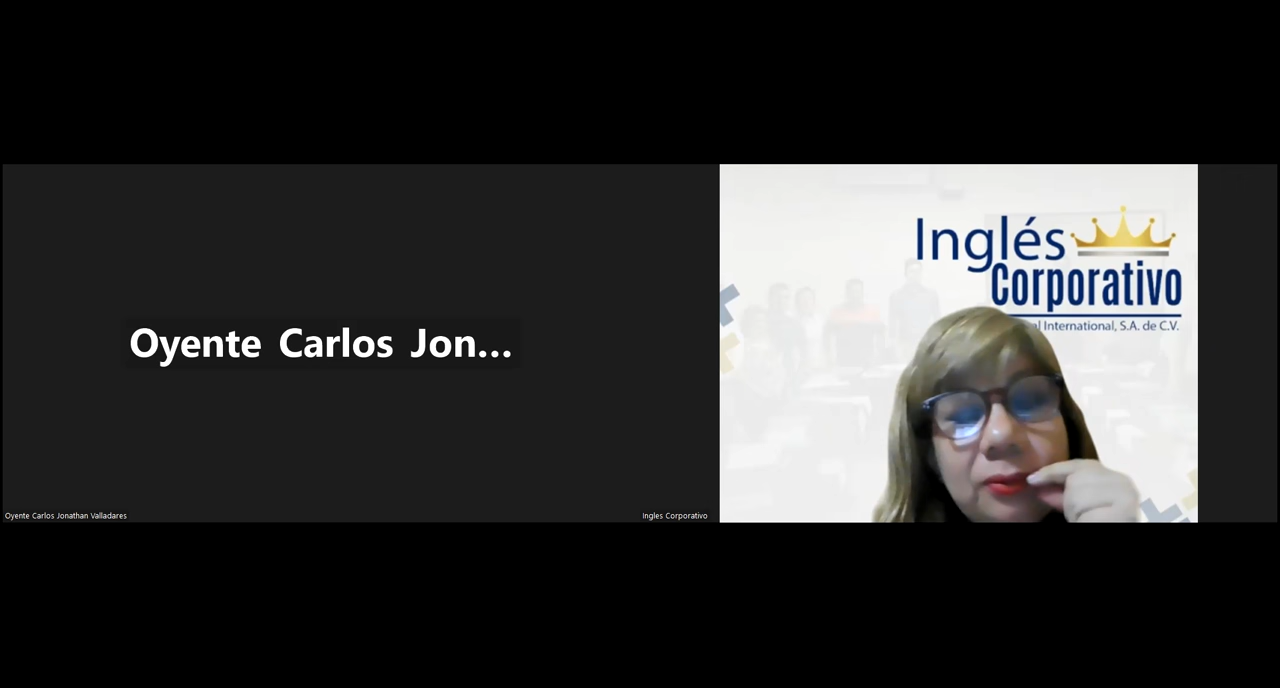 Oyente Carlos Jon...
Oyente Carlos Jonathan Valladares
Ingles Corporativo
Inglés
Corporativo
International, S.A. de C.V.